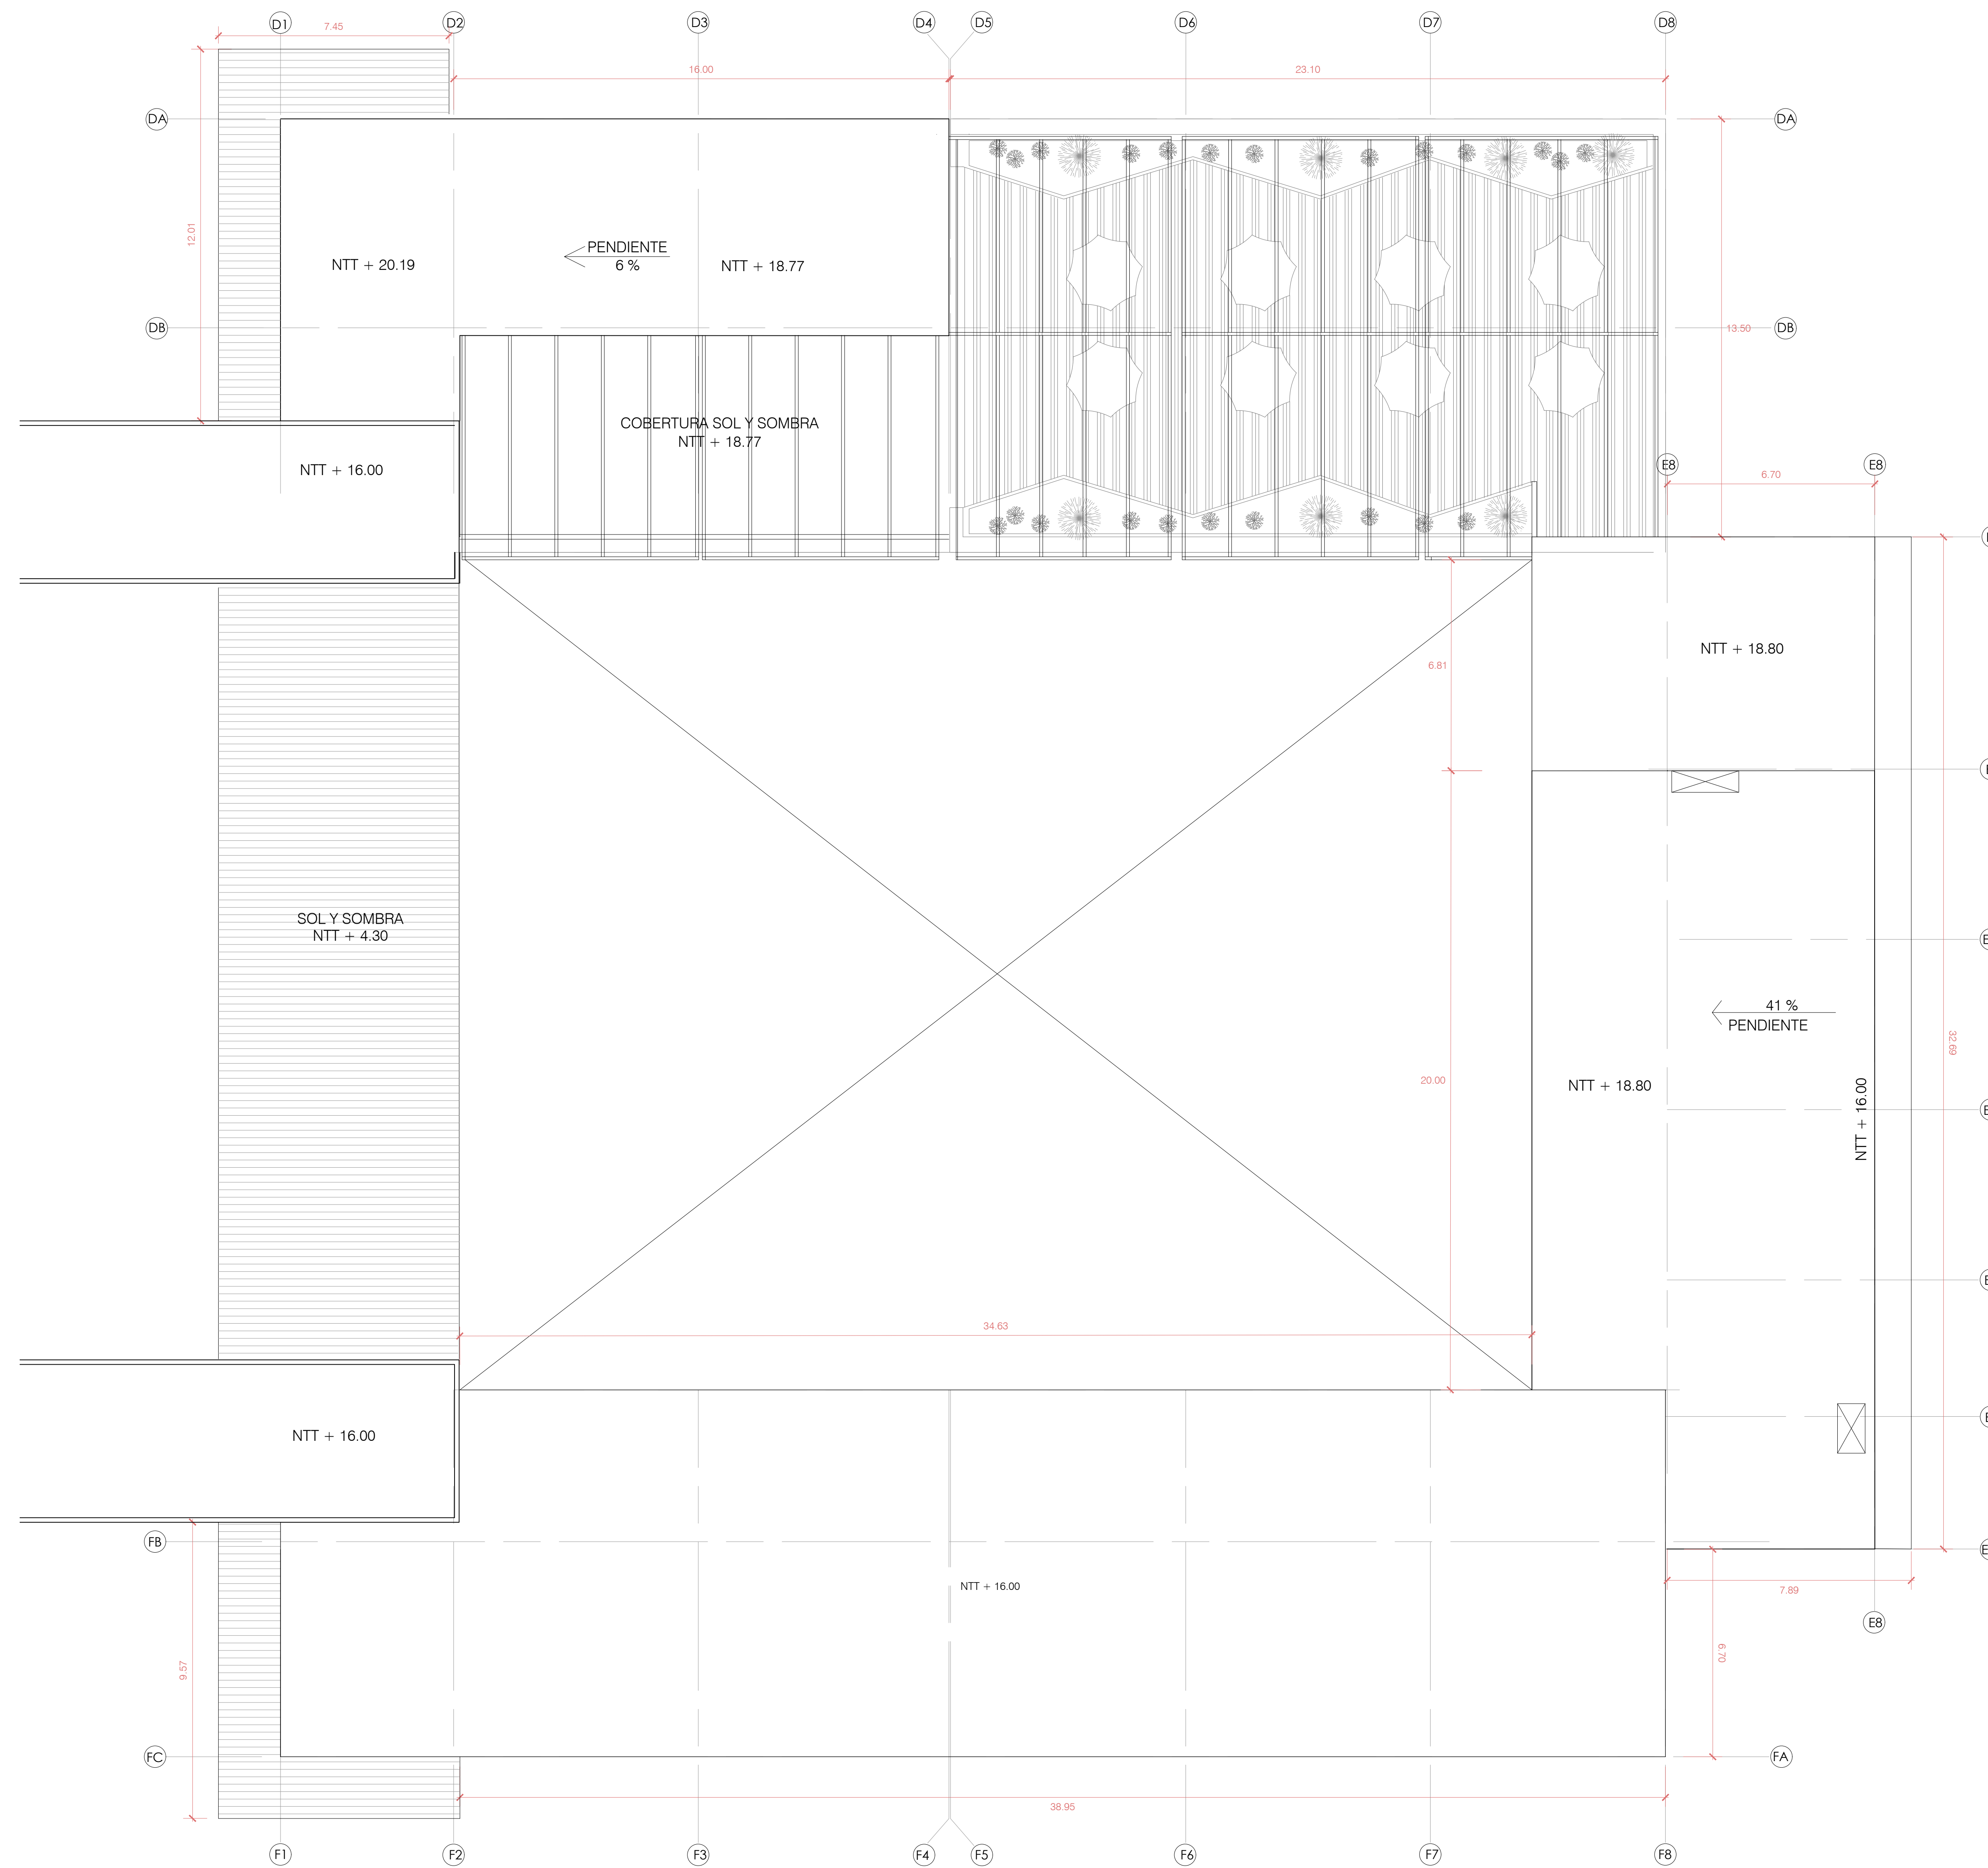 D1
D2
D3
D4
D5
D6
D7
D8
7.45
16.00
23.10
DA
DA
12.01
PENDIENTE
6 %
NTT + 20.19
NTT + 18.77
DB
DB
13.50
COBERTURA SOL Y SOMBRA
NTT + 18.77
NTT + 16.00
E8
E8
6.70
6.81
NTT + 18.80
SOL Y SOMBRA
NTT + 4.30
41 %
PENDIENTE
32.69
20.00
NTT + 18.80
NTT + 16.00
34.63
NTT + 16.00
FB
NTT + 16.00
7.89
E8
9.57
6.70
FC
FA
38.95
F1
F2
F3
F4
F5
F6
F7
F8